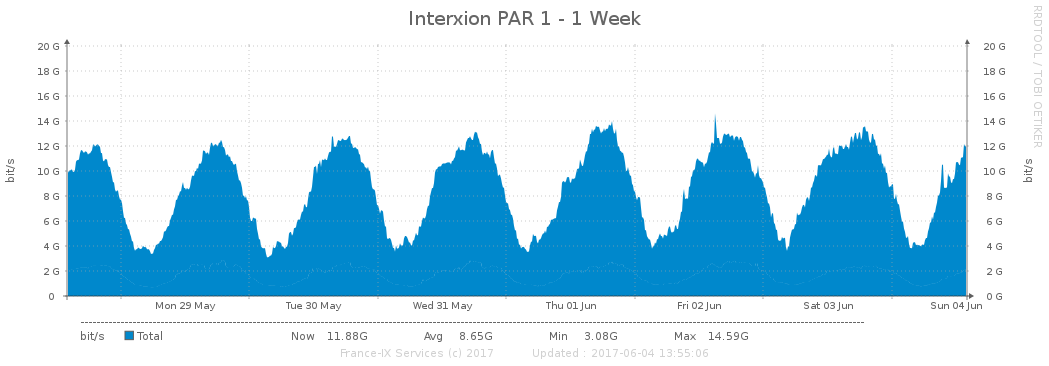 Interxion PAR 1 - 1 Week
RRDTOOL / TOBI OETIKER
20 G 20 G
18 G 18 G
16 G 16 G
14 G 14 G
12 G 12 G
10 G 10 G
8 G 8 G
6 G 6 G
4 G 4 G
2 G 2 G
0 0 G
bit/s
bit/s
Mon 29 May Tue 30 May Wed 31 May Thu 01 Jun Fri 02 Jun Sat 03 Jun Sun 04 Jun
bit/s Total Now 11.88G Avg 8.65G Min 3.08G Max 14.59G
France-IX Services (c) 2017 Updated : 2017-06-04 13:55:06